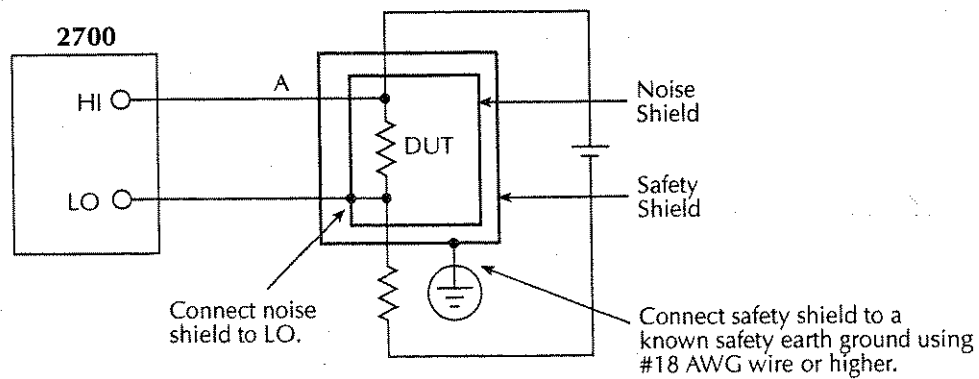 2700
HI
A
LO
DUT
Noise
Shield
Safety
Shield
Connect noise
shield to LO.
Connect safety shield to a
known safety earth ground using
#18 AWG wire or higher.